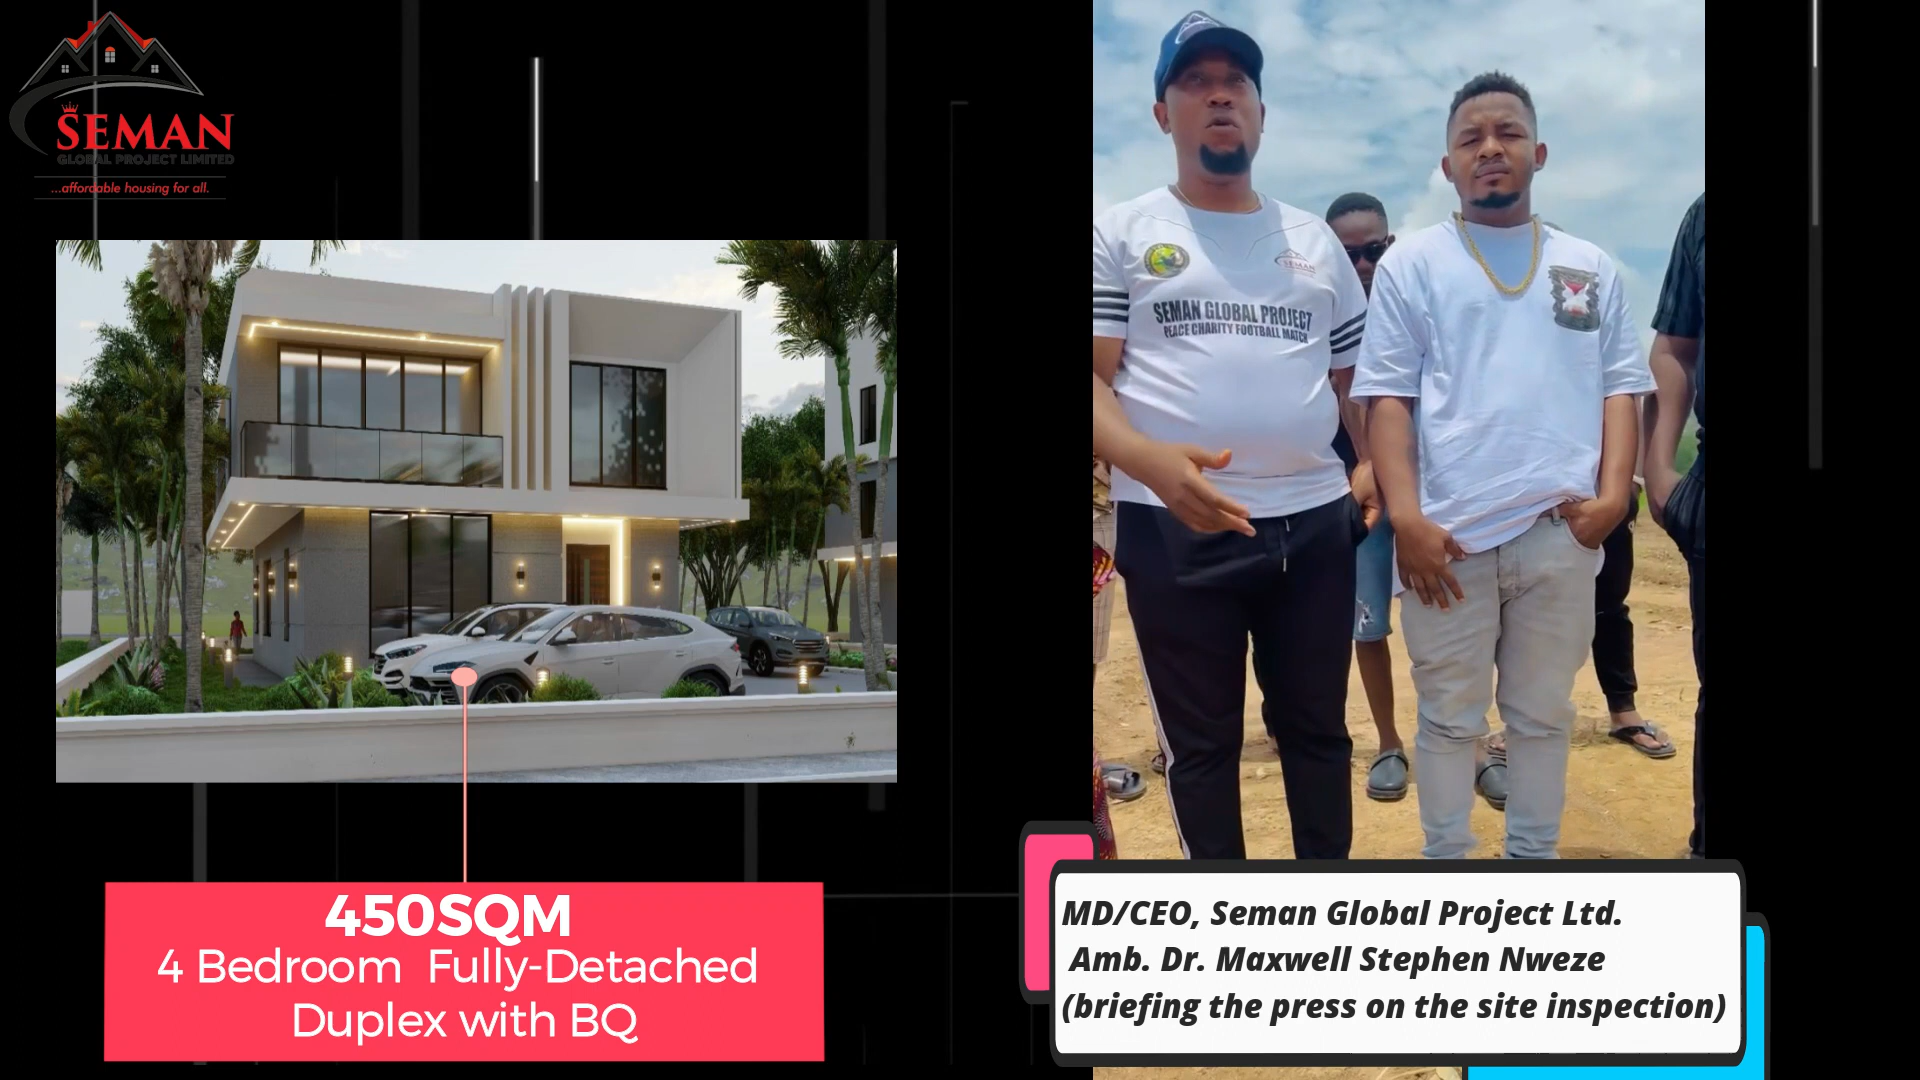 SEMAN
GLOBAL PROJECT LIMITED
...affordable housing for all.
SEMAN
SEMAN GLOBAL PROJECT
PEACE CHARITY FOOTBALL MATCH
450SQM
4 Bedroom Fully-Detached
Duplex with BQ
MD/CEO, Seman Global Project Ltd.
Amb. Dr. Maxwell Stephen Nweze
(briefing the press on the site inspection)